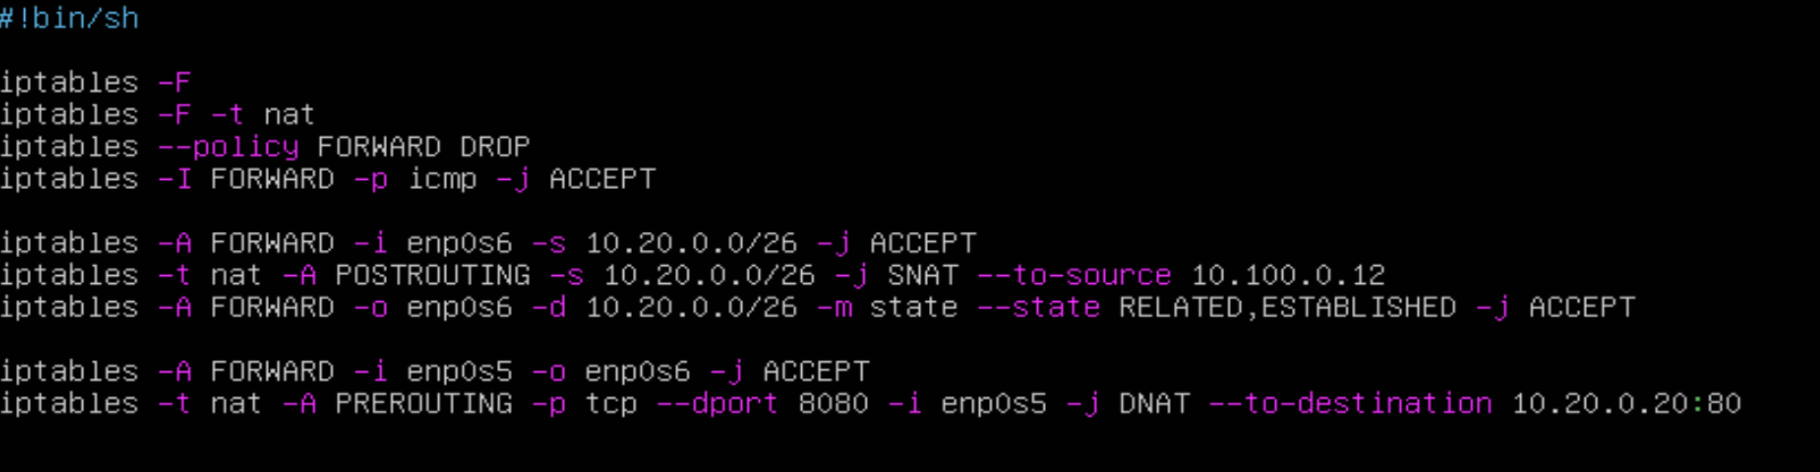 #!bin/sh
iptables -F
iptables -F -t nat
iptables --policy FORWARD DROP
iptables -I FORWARD -p icmp -j ACCEPT
iptables -A FORWARD -i enp0s6 -s 10.20.0.0/26 -j ACCEPT
iptables -t nat -A POSTROUTING -s 10.20.0.0/26 -j SNAT --to-source 10.100.0.12
iptables -A FORWARD -o enp0s6 -d 10.20.0.0/26 -m state --state RELATED,ESTABLISHED -j ACCEPT
iptables -A FORWARD -i enp0s5 -o enp0s6 -j ACCEPT
iptables -t nat -A PREROUTING -p tcp --dport 8080 -i enp0s5 -j DNAT --to-destination 10.20.0.20:80